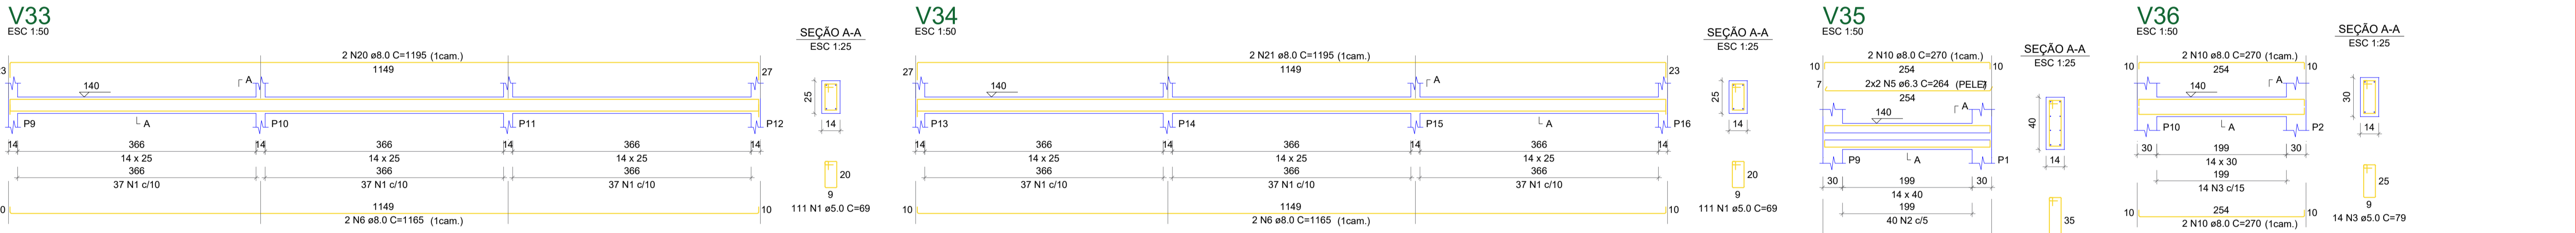 V33
ESC 1:50
SEÇÃO A-A
ESC 1:25
2 N20 ø8.0 C=1195 (1cam.)
1149
27
140
A
25
14
P9
A
P10
P11
P12
14 366 14 366 14 366 14
14 x 25 14 x 25 14 x 25
366 366 366
37 N1 c/10 37 N1 c/10 37 N1 c/10
20
9
111 N1 ø5.0 C=69
1149
10
2 N6 ø8.0 C=1165 (1cam.)
V34
ESC 1:50
SEÇÃO A-A
ESC 1:25
2 N21 ø8.0 C=1195 (1cam.)
1149
27 23
140
A
25
14
P13
P14
P15
A
P16
14 366 14 366 14 366 14
14 x 25 14 x 25 14 x 25
366 366 366
37 N1 c/10 37 N1 c/10 37 N1 c/10
20
9
111 N1 ø5.0 C=69
10 1149 10
2 N6 ø8.0 C=1165 (1cam.)
V35
ESC 1:50
SEÇÃO A-A
ESC 1:25
2 N10 ø8.0 C=270 (1cam.)
10 254 10
2x2 N5 ø6.3 C=264 (PELE)
7 254
140
A
40
14
P9
A
P1
30 199 30
14 x 40
199
40 N2 c/5
35
V36
ESC 1:50
SEÇÃO A-A
ESC 1:25
2 N10 ø8.0 C=270 (1cam.)
10 254 10
140
A
30
14
P10
A
P2
30 199 30
14 x 30
199
14 N3 c/15
25
9
14 N3 ø5.0 C=79
10 254 10
2 N10 ø8.0 C=270 (1cam.)